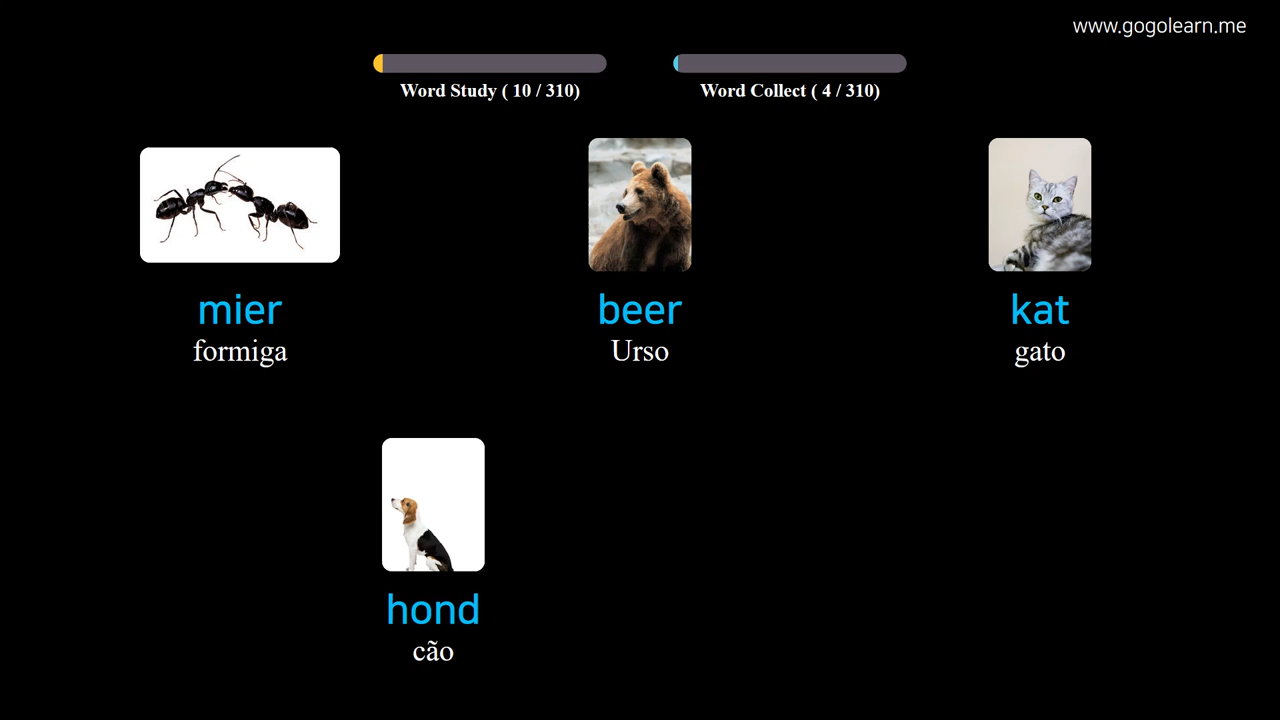 www.gogolearn.me
Word Study ( 10 / 310)
Word Collect ( 4 / 310)
mier
formiga
beer
Urso
kat
gato
hond
cão